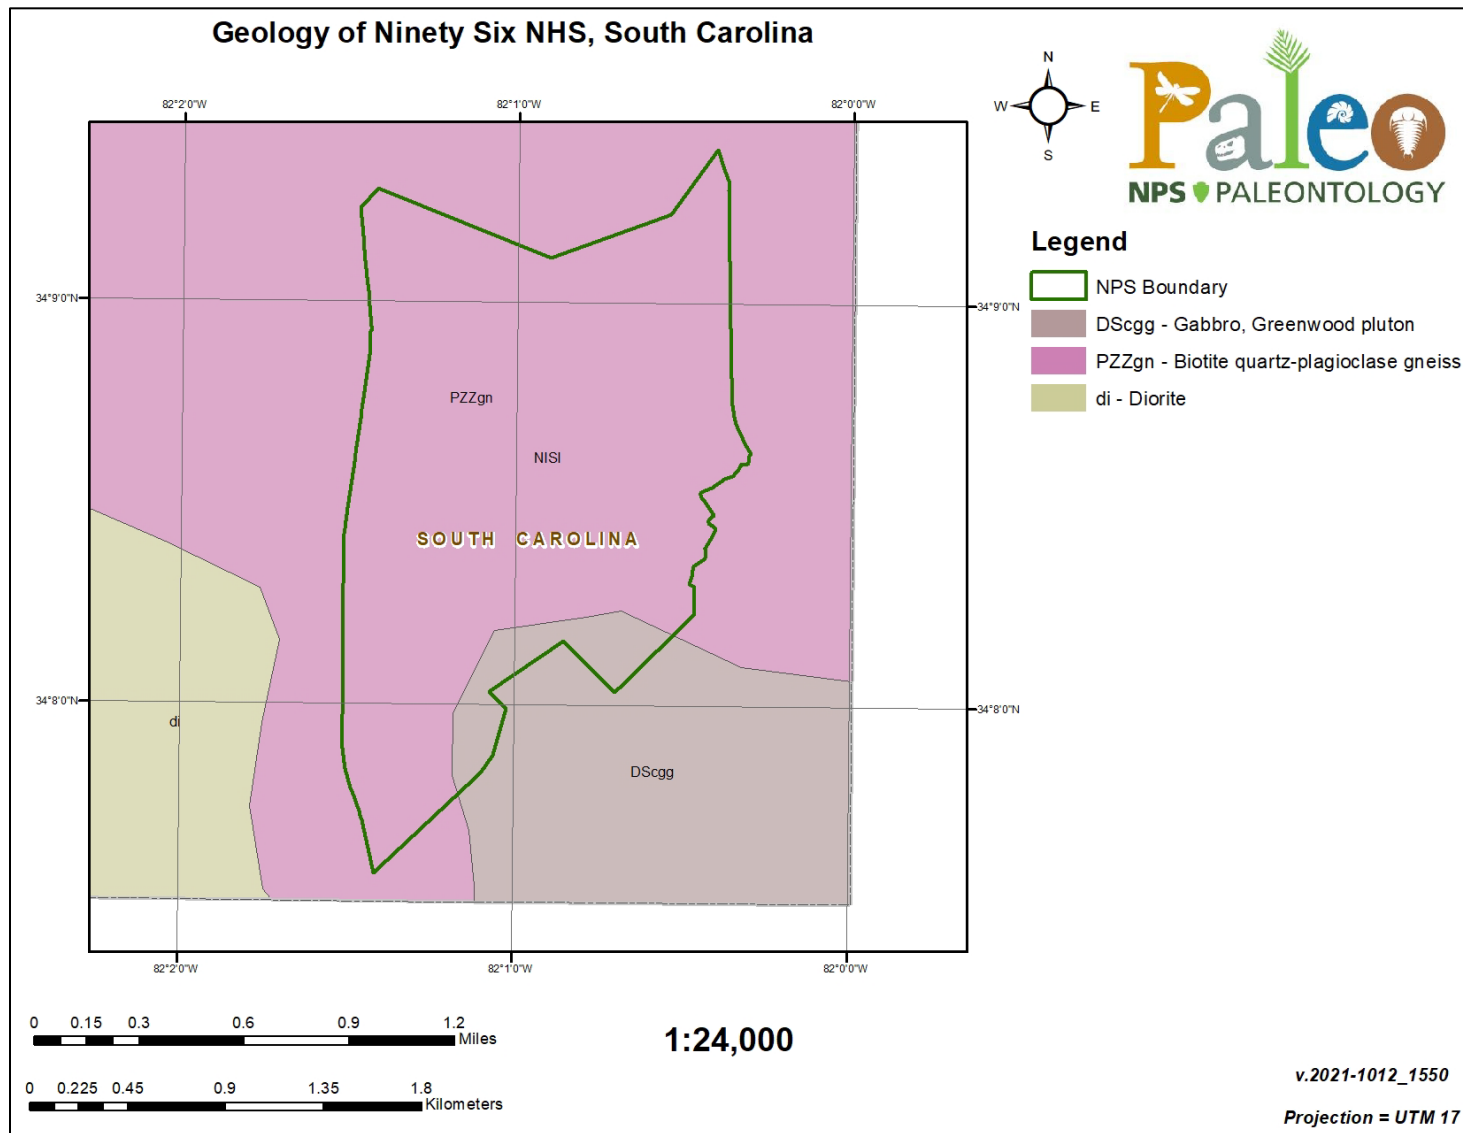 Geology of Ninety Six NHS, South Carolina
82°2'0"W
82°1'0"W
82°0'0"W
N
W
E
S
Paleo
NPS PALEONTOLOGY
Legend
NPS Boundary
DScgg - Gabbro, Greenwood pluton
PZZgn - Biotite quartz-plagioclase gneiss
di - Diorite
34°9'0"N
34°9'0"N
PZZgn
NISI
SOUTH CAROLINA
34°8'0"N
34°8'0"N
di
DScgg
82°2'0"W
82°1'0"W
82°0'0"W
0 0.15 0.3 0.6 0.9 1.2
Miles
1:24,000
0 0.225 0.45 0.9 1.35 1.8
Kilometers
v.2021-1012_1550
Projection = UTM 17